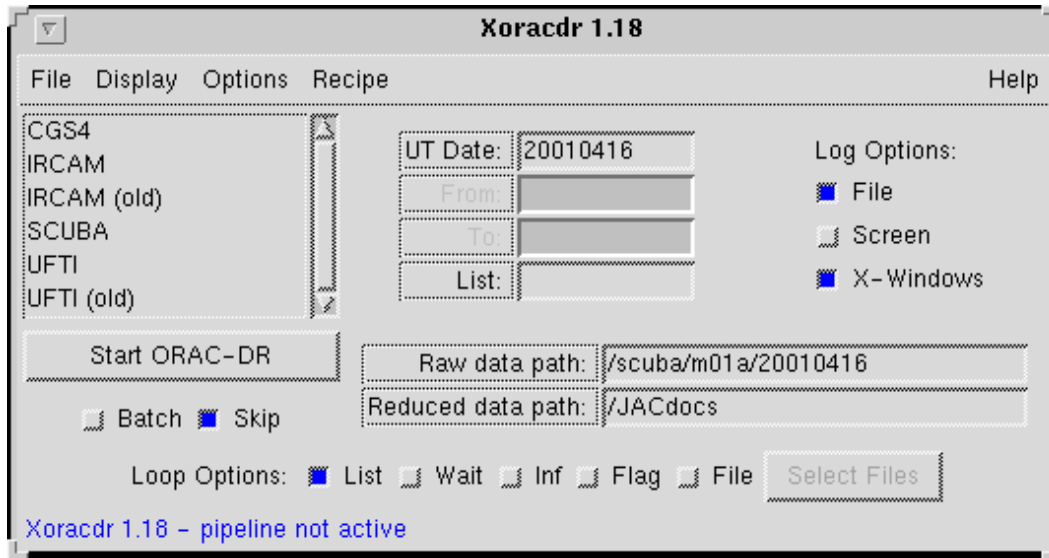 Xoracdr 1.18
File Display Options Recipe Help
CGS4
IRCAM
IRCAM (old)
SCUBA
UFTI
UFTI (old)
UT Date: 20010416
From:
To:
List:
Log Options:
File
Screen
X-Windows
Start ORAC-DR
Batch Skip
Raw data path: /scuba/m01a/20010416
Reduced data path: /JACdocs
Loop Options: List Wait Inf Flag File Select Files
Xoracdr 1.18 - pipeline not active